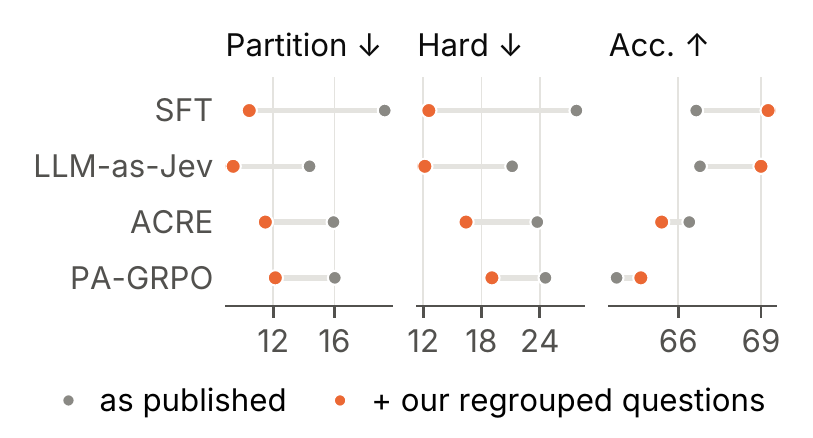 Partition ↓ Hard ↓ Acc. ↑
SFT
LLM-as-Jev
ACRE
PA-GRPO
12 16 12 18 24 66 69
as published + our regrouped questions